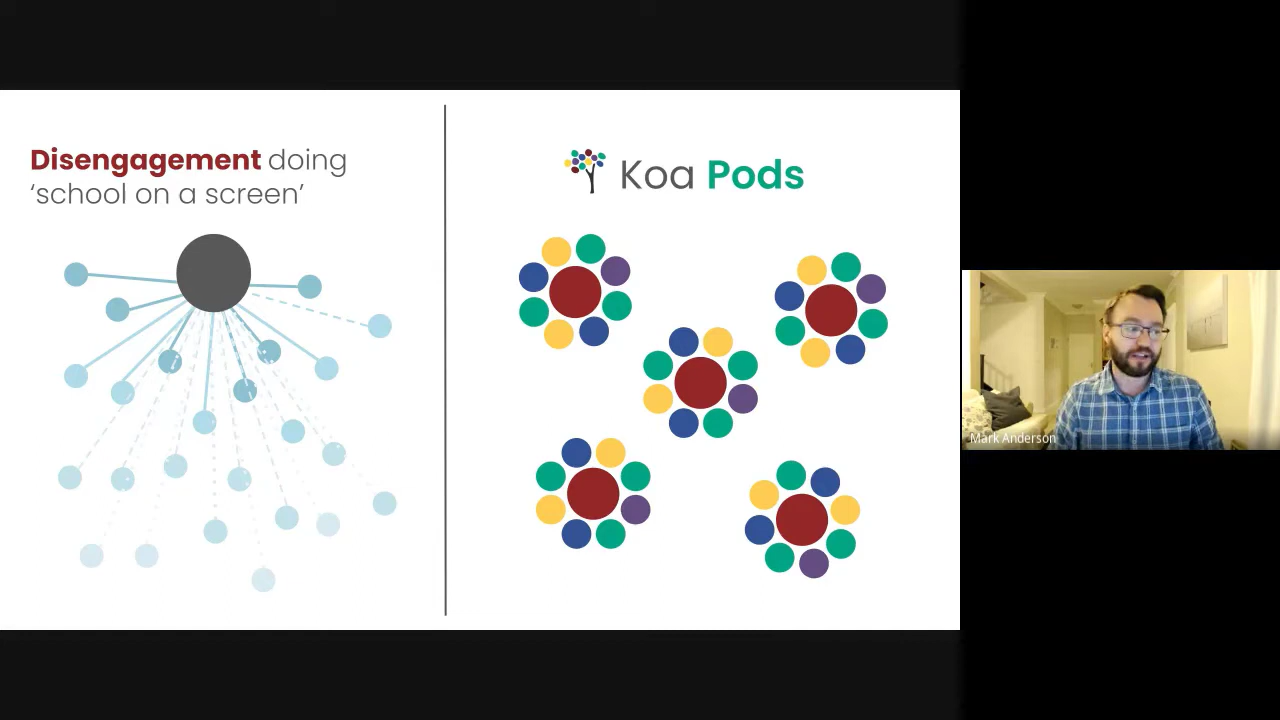 Disengagement doing
‘school on a screen’
Koa Pods
Mark Anderson